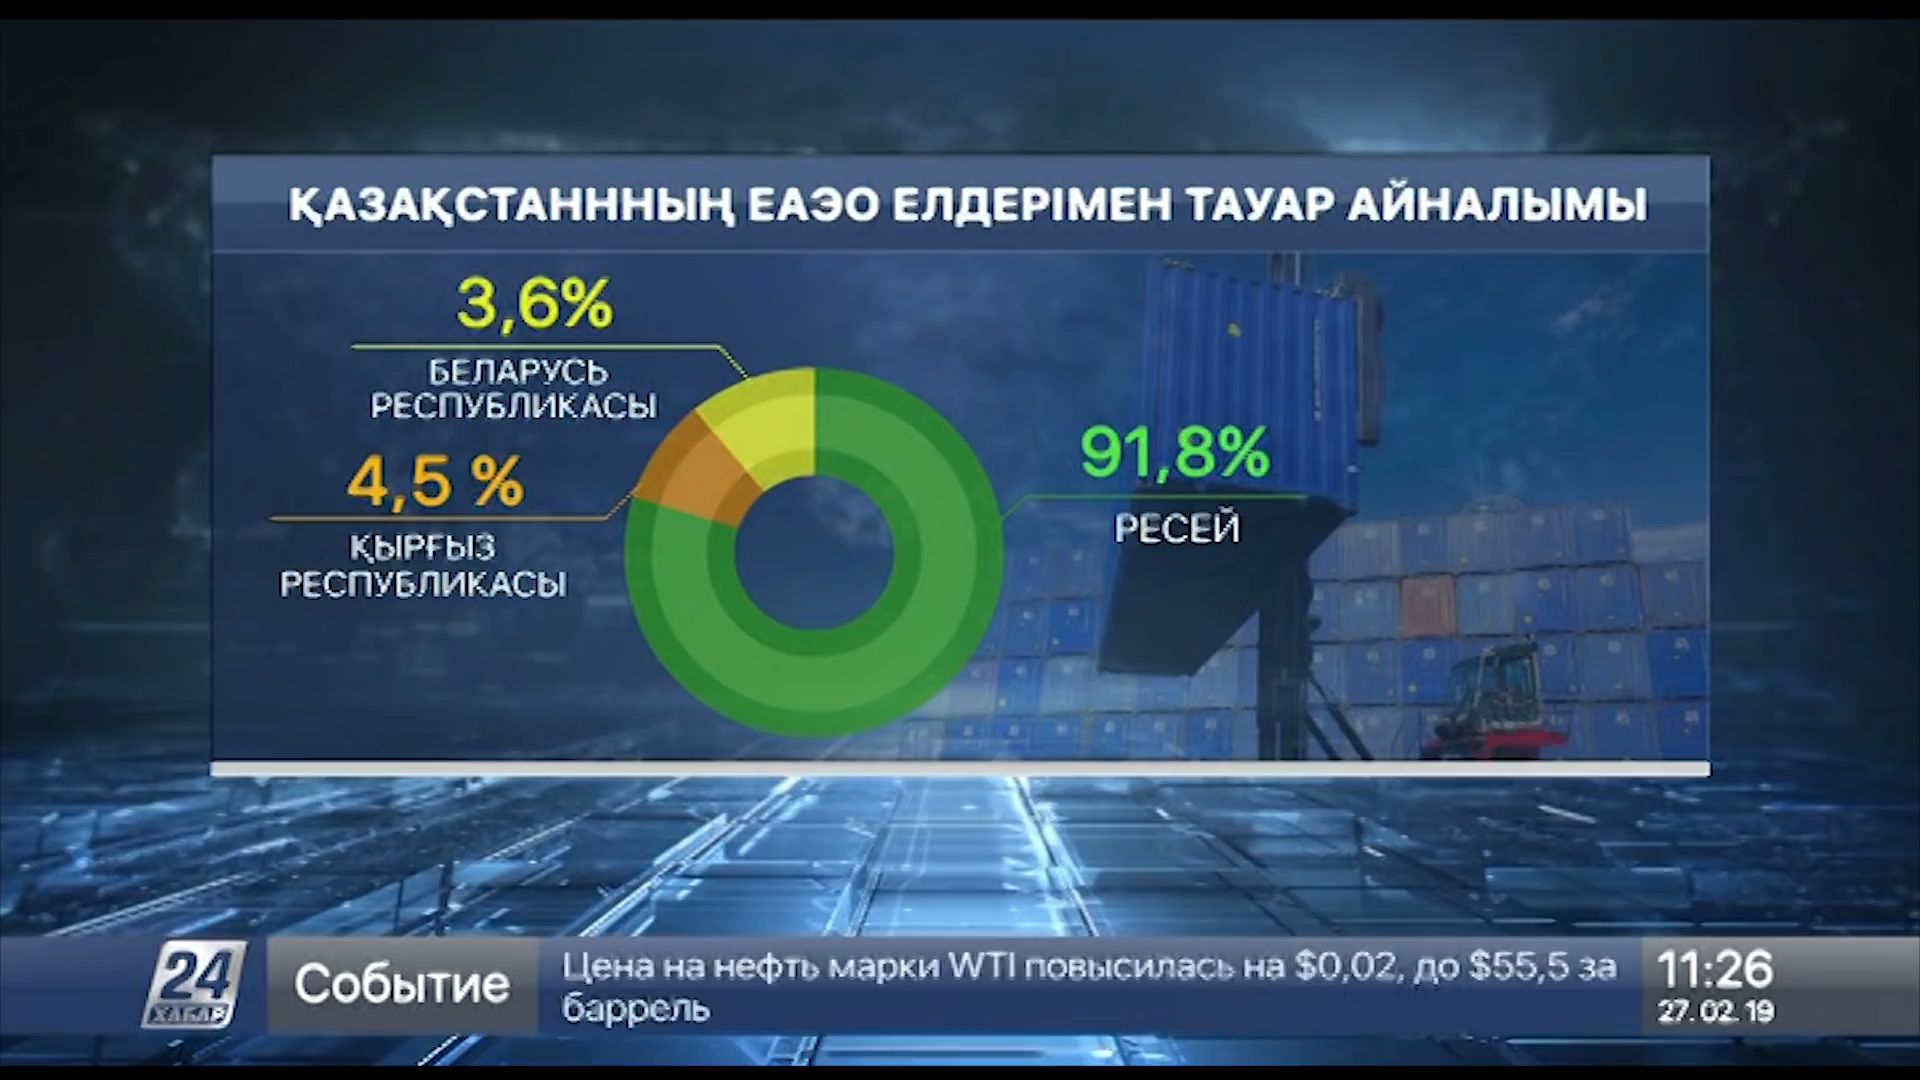 ҚАЗАҚСТАНННЫҢ ЕАЭО ЕЛДЕРІМЕН ТАУАР АЙНАЛЫМЫ
3,6%
БЕЛАРУСЬ
РЕСПУБЛИКАСЫ
4,5 %
ҚЫРҒЫЗ
РЕСПУБЛИКАСЫ
91,8%
РЕСЕЙ
24
ХАБАР
Событие
Цена на нефть марки WTI повысилась на $0,02, до $55,5 за
баррель
11:26
27.02.19